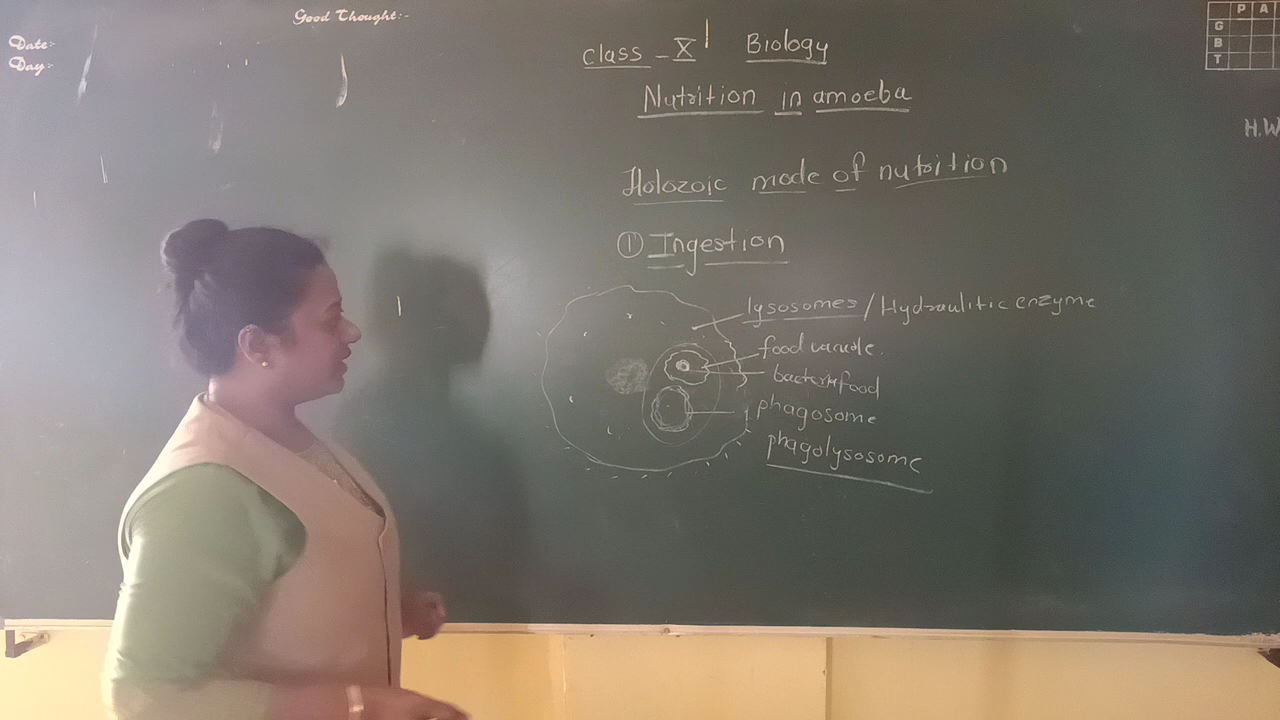 Good Thought:-
Date:-
Day:-
P A
G
B
T
Class - X Biology
Nutrition in amoeba
H.W
Holozoic mode of nutrition
① Ingestion
lysosomes / Hydraulitic enzyme
food vacuole.
food
phagosome
phagolysosome